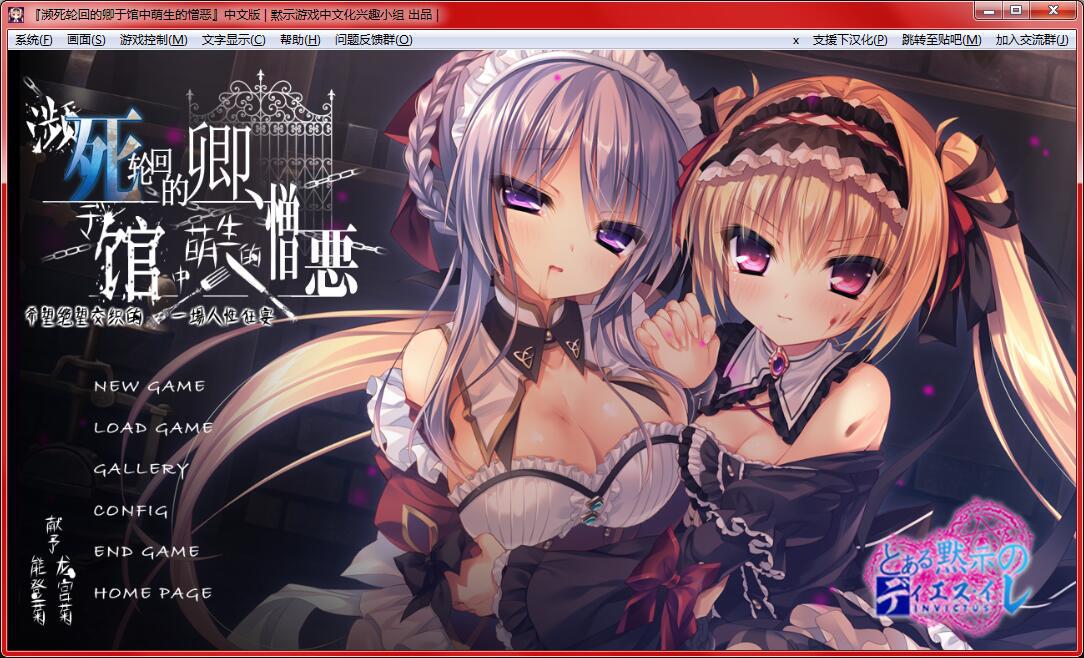 『濒死轮回的卿于馆中萌生的憎恶』中文版 | 黙示游戏中文化兴趣小组 出品 |
系统(F) 画面(S) 游戏控制(M) 文字显示(C) 帮助(H) 问题反馈群(O) x 支援下汉化(P) 跳转至贴吧(M) 加入交流群(J)
濒死轮回的卿、
于馆中萌生的憎恶
希望绝望交织的 一場人性狂宴
NEW GAME
LOAD GAME
GALLERY
CONFIG
END GAME
HOME PAGE
献予
龙宫菊
能登菊
とある黙示の
ディエス・イレ
INVICTUS